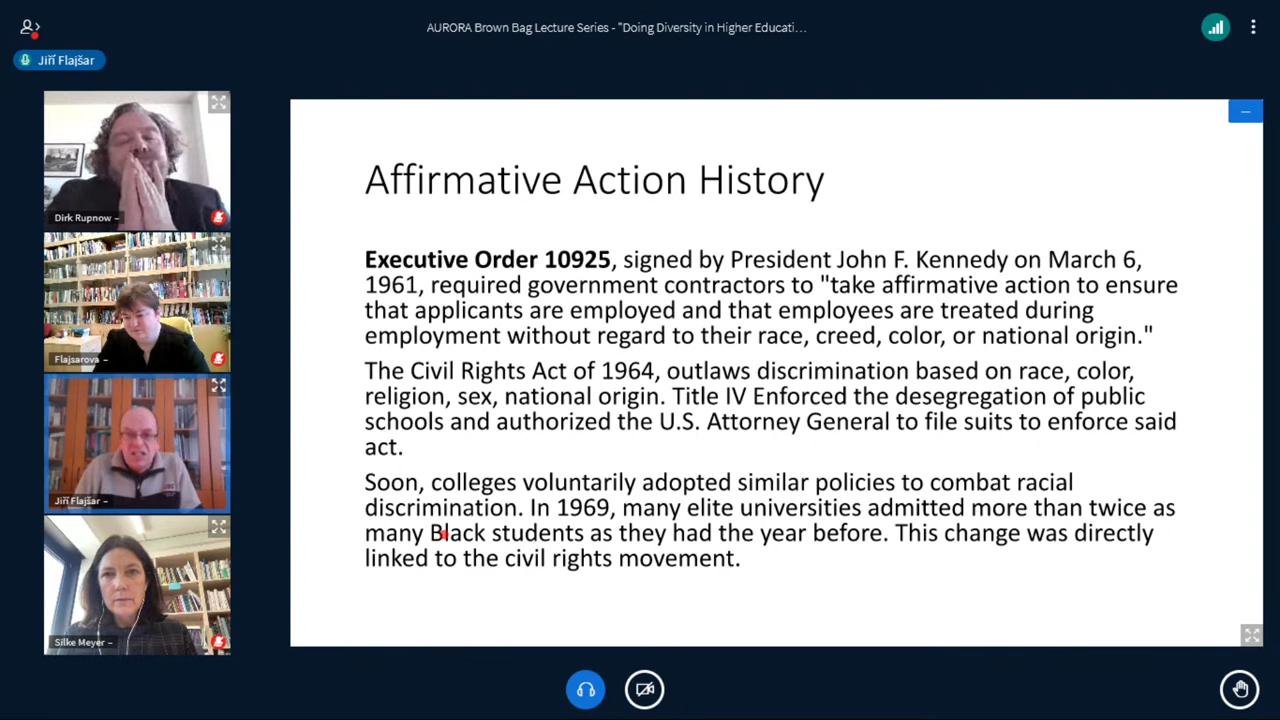 AURORA Brown Bag Lecture Series - "Doing Diversity in Higher Educati...
Jiří Flajšar
Dirk Rupnow –
Flajsarova –
Jiří Flajšar –
Silke Meyer –
Affirmative Action History
Executive Order 10925, signed by President John F. Kennedy on March 6,
1961, required government contractors to "take affirmative action to ensure
that applicants are employed and that employees are treated during
employment without regard to their race, creed, color, or national origin."
The Civil Rights Act of 1964, outlaws discrimination based on race, color,
religion, sex, national origin. Title IV Enforced the desegregation of public
schools and authorized the U.S. Attorney General to file suits to enforce said
act.
Soon, colleges voluntarily adopted similar policies to combat racial
discrimination. In 1969, many elite universities admitted more than twice as
many Black students as they had the year before. This change was directly
linked to the civil rights movement.